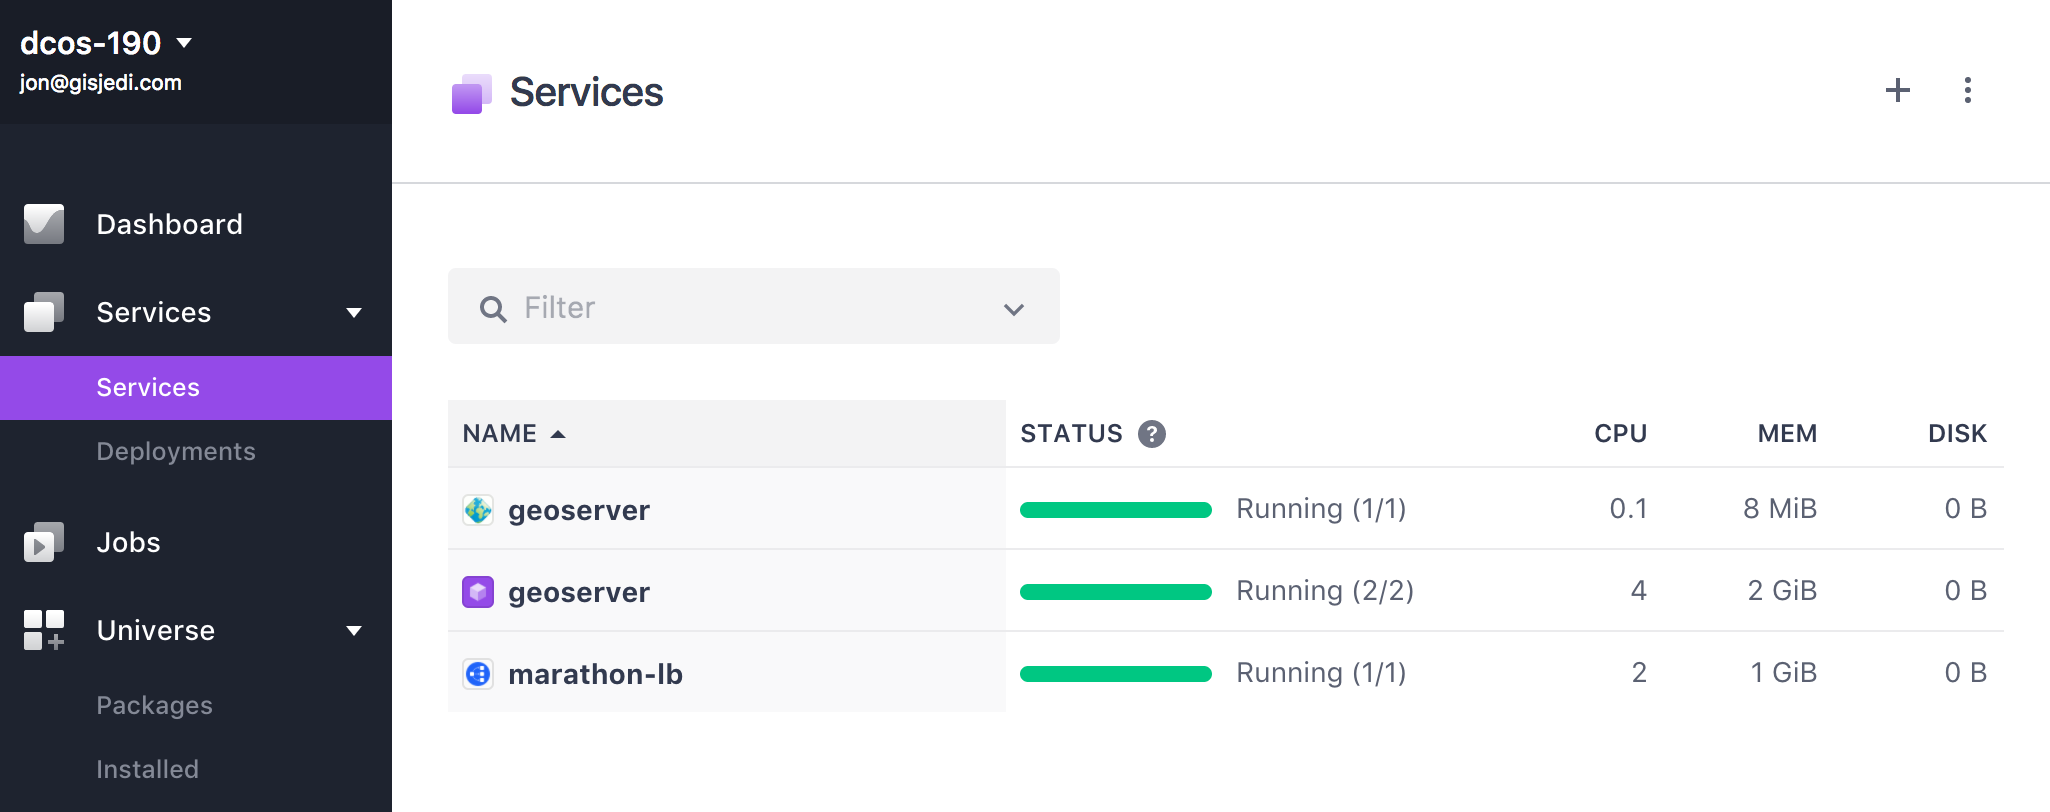 dcos-190
jon@gisjedi.com
Dashboard
Services
Services
Deployments
Jobs
Universe
Packages
Installed
Services
Filter
NAME STATUS ? CPU MEM DISK
geoserver Running (1/1) 0.1 8 MiB 0 B
geoserver Running (2/2) 4 2 GiB 0 B
marathon-lb Running (1/1) 2 1 GiB 0 B